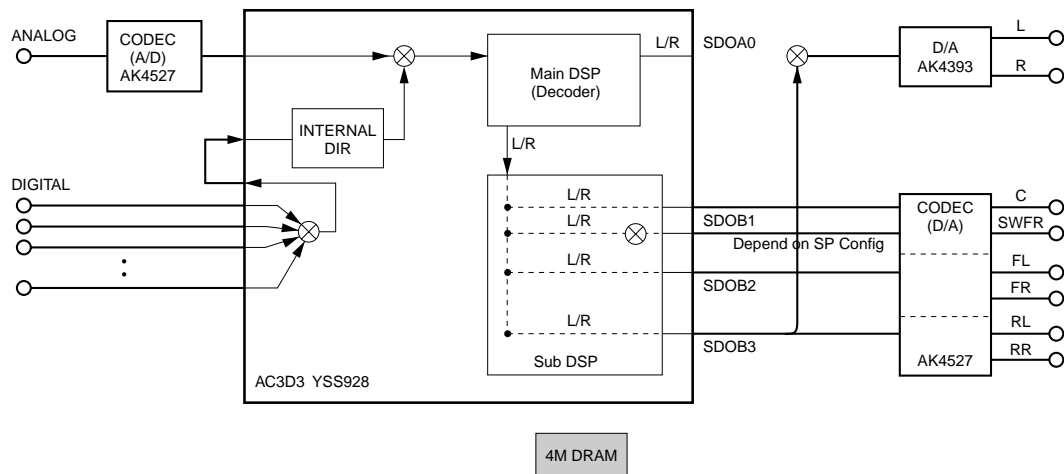 ANALOG
CODEC
(A/D)
AK4527
L/R
SDOA0
Main DSP
(Decoder)
D/A
AK4393
L
R
INTERNAL
DIR
L/R
DIGITAL
:
L/R
L/R
L/R
L/R
Sub DSP
SDOB1
Depend on SP Config
SDOB2
SDOB3
CODEC
(D/A)
AK4527
C
SWFR
FL
FR
RL
RR
AC3D3 YSS928
4M DRAM